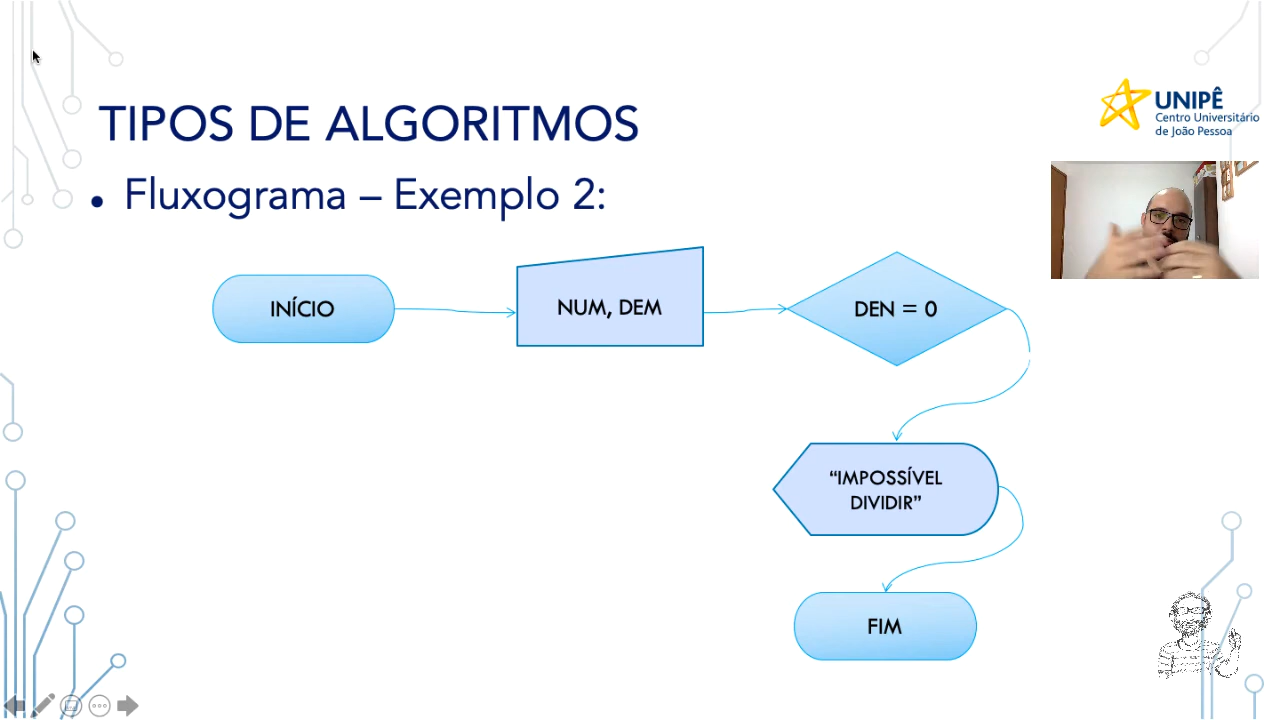 TIPOS DE ALGORITMOS
UNIPÊ
Centro Universitário
de João Pessoa
• Fluxograma – Exemplo 2:
INÍCIO
NUM, DEM
DEN = 0
“IMPOSSÍVEL
DIVIDIR”
FIM